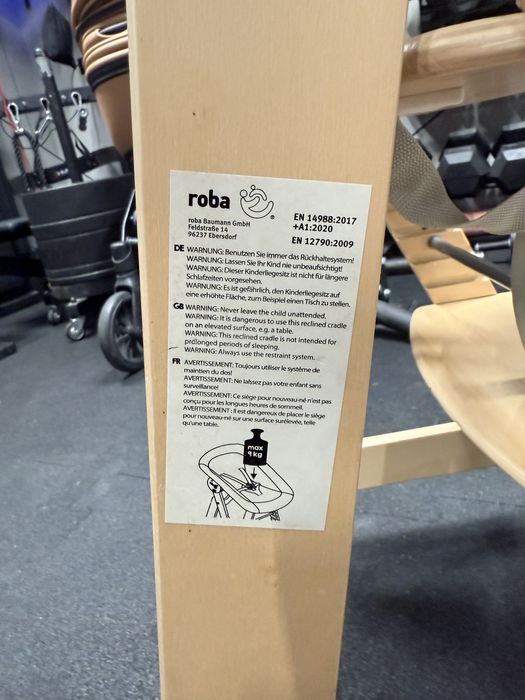 roba
®
roba Baumann GmbH
Feldstraße 14
96237 Ebersdorf
EN 14988:2017
+A1:2020
EN 12790:2009
DE WARNUNG: Benutzen Sie immer das Rückhaltesystem!
WARNUNG: Lassen Sie Ihr Kind nie unbeaufsichtigt!
WARNUNG: Dieser Kinderliegesitz ist nicht für längere
Schlafzeiten vorgesehen.
WARNUNG: Es ist gefährlich, den Kinderliegesitz auf
eine erhöhte Fläche, zum Beispiel einen Tisch zu stellen.
GB WARNING: Never leave the child unattended.
WARNING: It is dangerous to use this reclined cradle
on an elevated surface, e.g. a table.
WARNING: This reclined cradle is not intended for
prolonged periods of sleeping.
WARNING: Always use the restraint system.
FR AVERTISSEMENT: Toujours utiliser le système de
maintien du dos!
AVERTISSEMENT: Ne laissez pas votre enfant sans
surveillance!
AVERTISSEMENT: Ce siège pour nouveau-né n'est pas
conçu pour les longues heures de sommeil.
AVERTISSEMENT : Il est dangereux de placer le siège
pour nouveau-né sur une surface surélevée, telle
qu'une table.
max
9 kg